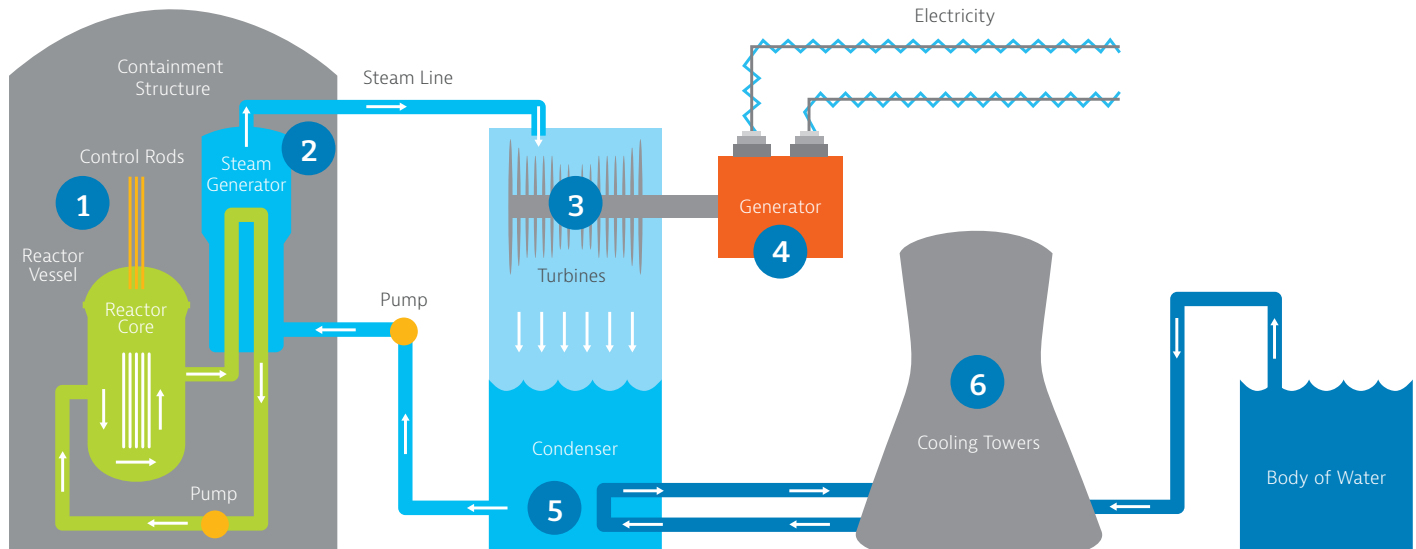 Electricity
Containment
Structure
Steam Line
2
Control Rods
Steam
Generator
1
3
Generator
4
Reactor
Vessel
Turbines
Reactor
Core
Pump
6
Condenser
Cooling Towers
Pump
5
Body of Water